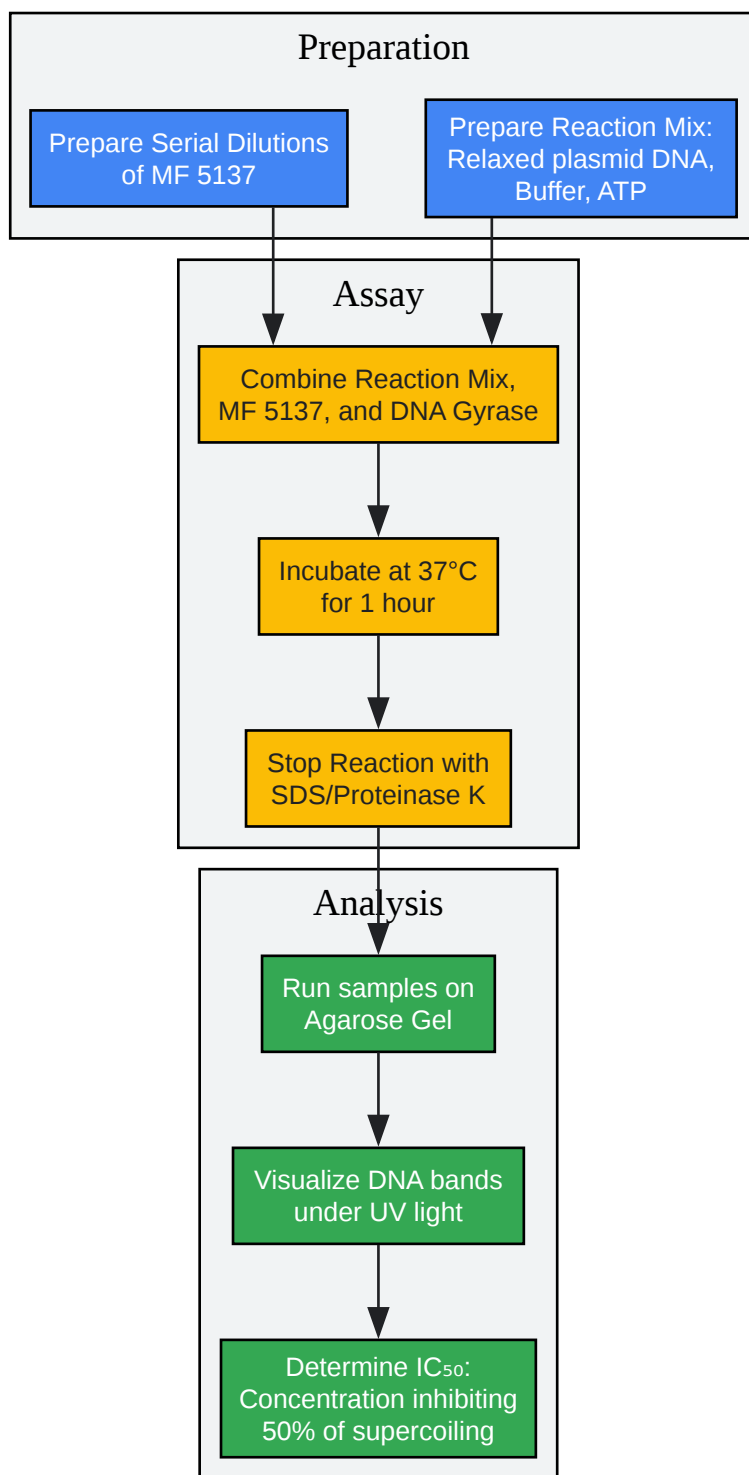 Preparation
Prepare Serial Dilutions
of MF 5137
Prepare Reaction Mix:
Relaxed plasmid DNA,
Buffer, ATP
Assay
Combine Reaction Mix,
MF 5137, and DNA Gyrase
Incubate at 37°C
for 1 hour
Stop Reaction with
SDS/Proteinase K
Analysis
Run samples on
Agarose Gel
Visualize DNA bands
under UV light
Determine IC₅₀:
Concentration inhibiting
50% of supercoiling